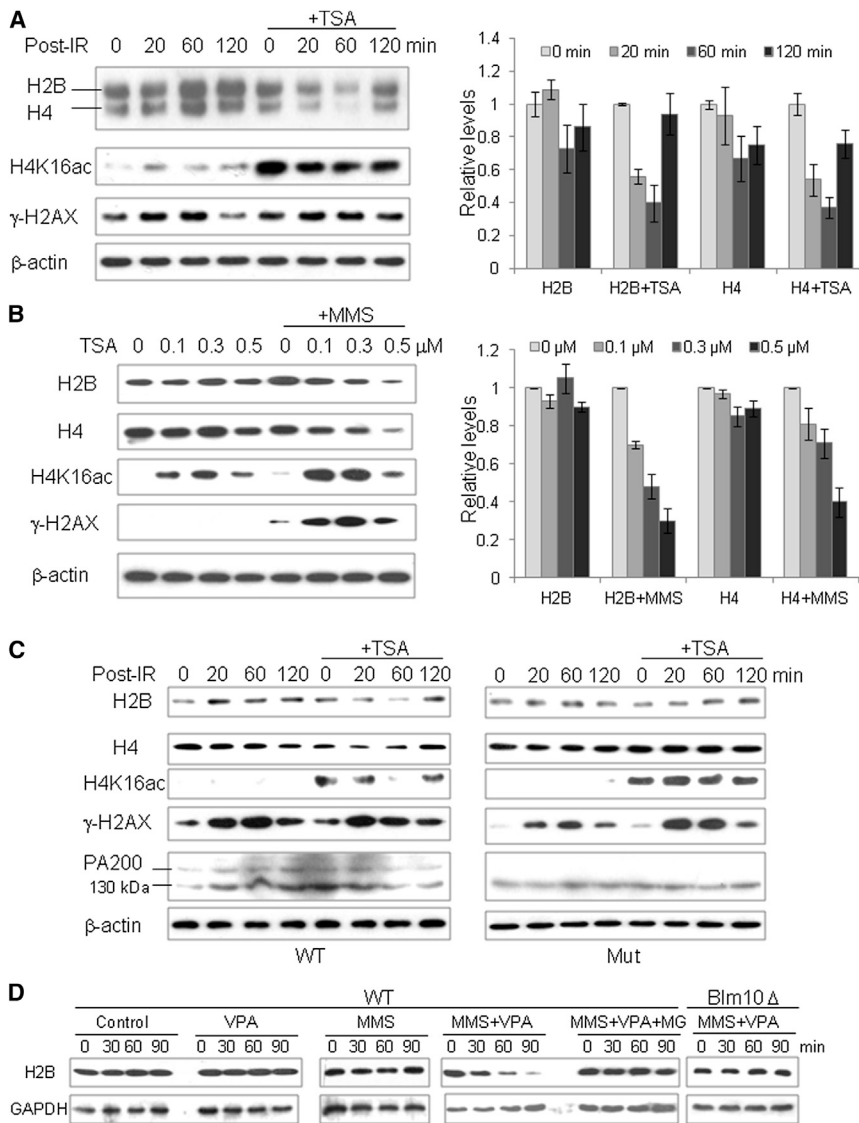 A
+TSA
Post-IR 0 20 60 120 0 20 60 120 min
H2B
H4
H4K16ac
γ-H2AX
β-actin
0 min 20 min 60 min 120 min
Relative levels
1.4
1.2
1
0.8
0.6
0.4
0.2
0
H2B H2B+TSA H4 H4+TSA
B
+MMS
TSA 0 0.1 0.3 0.5 0 0.1 0.3 0.5 μM
H2B
H4
H4K16ac
γ-H2AX
β-actin
0 μM 0.1 μM 0.3 μM 0.5 μM
Relative levels
1.2
1
0.8
0.6
0.4
0.2
0
H2B H2B+MMS H4 H4+MMS
C
+TSA +TSA
Post-IR 0 20 60 120 0 20 60 120 0 20 60 120 0 20 60 120 min
H2B
H4
H4K16ac
γ-H2AX
PA200
130 kDa
β-actin
WT Mut
D
WT Blm10 Δ
Control VPA MMS MMS+VPA MMS+VPA+MG MMS+VPA
0 30 60 90 0 30 60 90 0 30 60 90 0 30 60 90 0 30 60 90 0 30 60 90 min
H2B
GAPDH